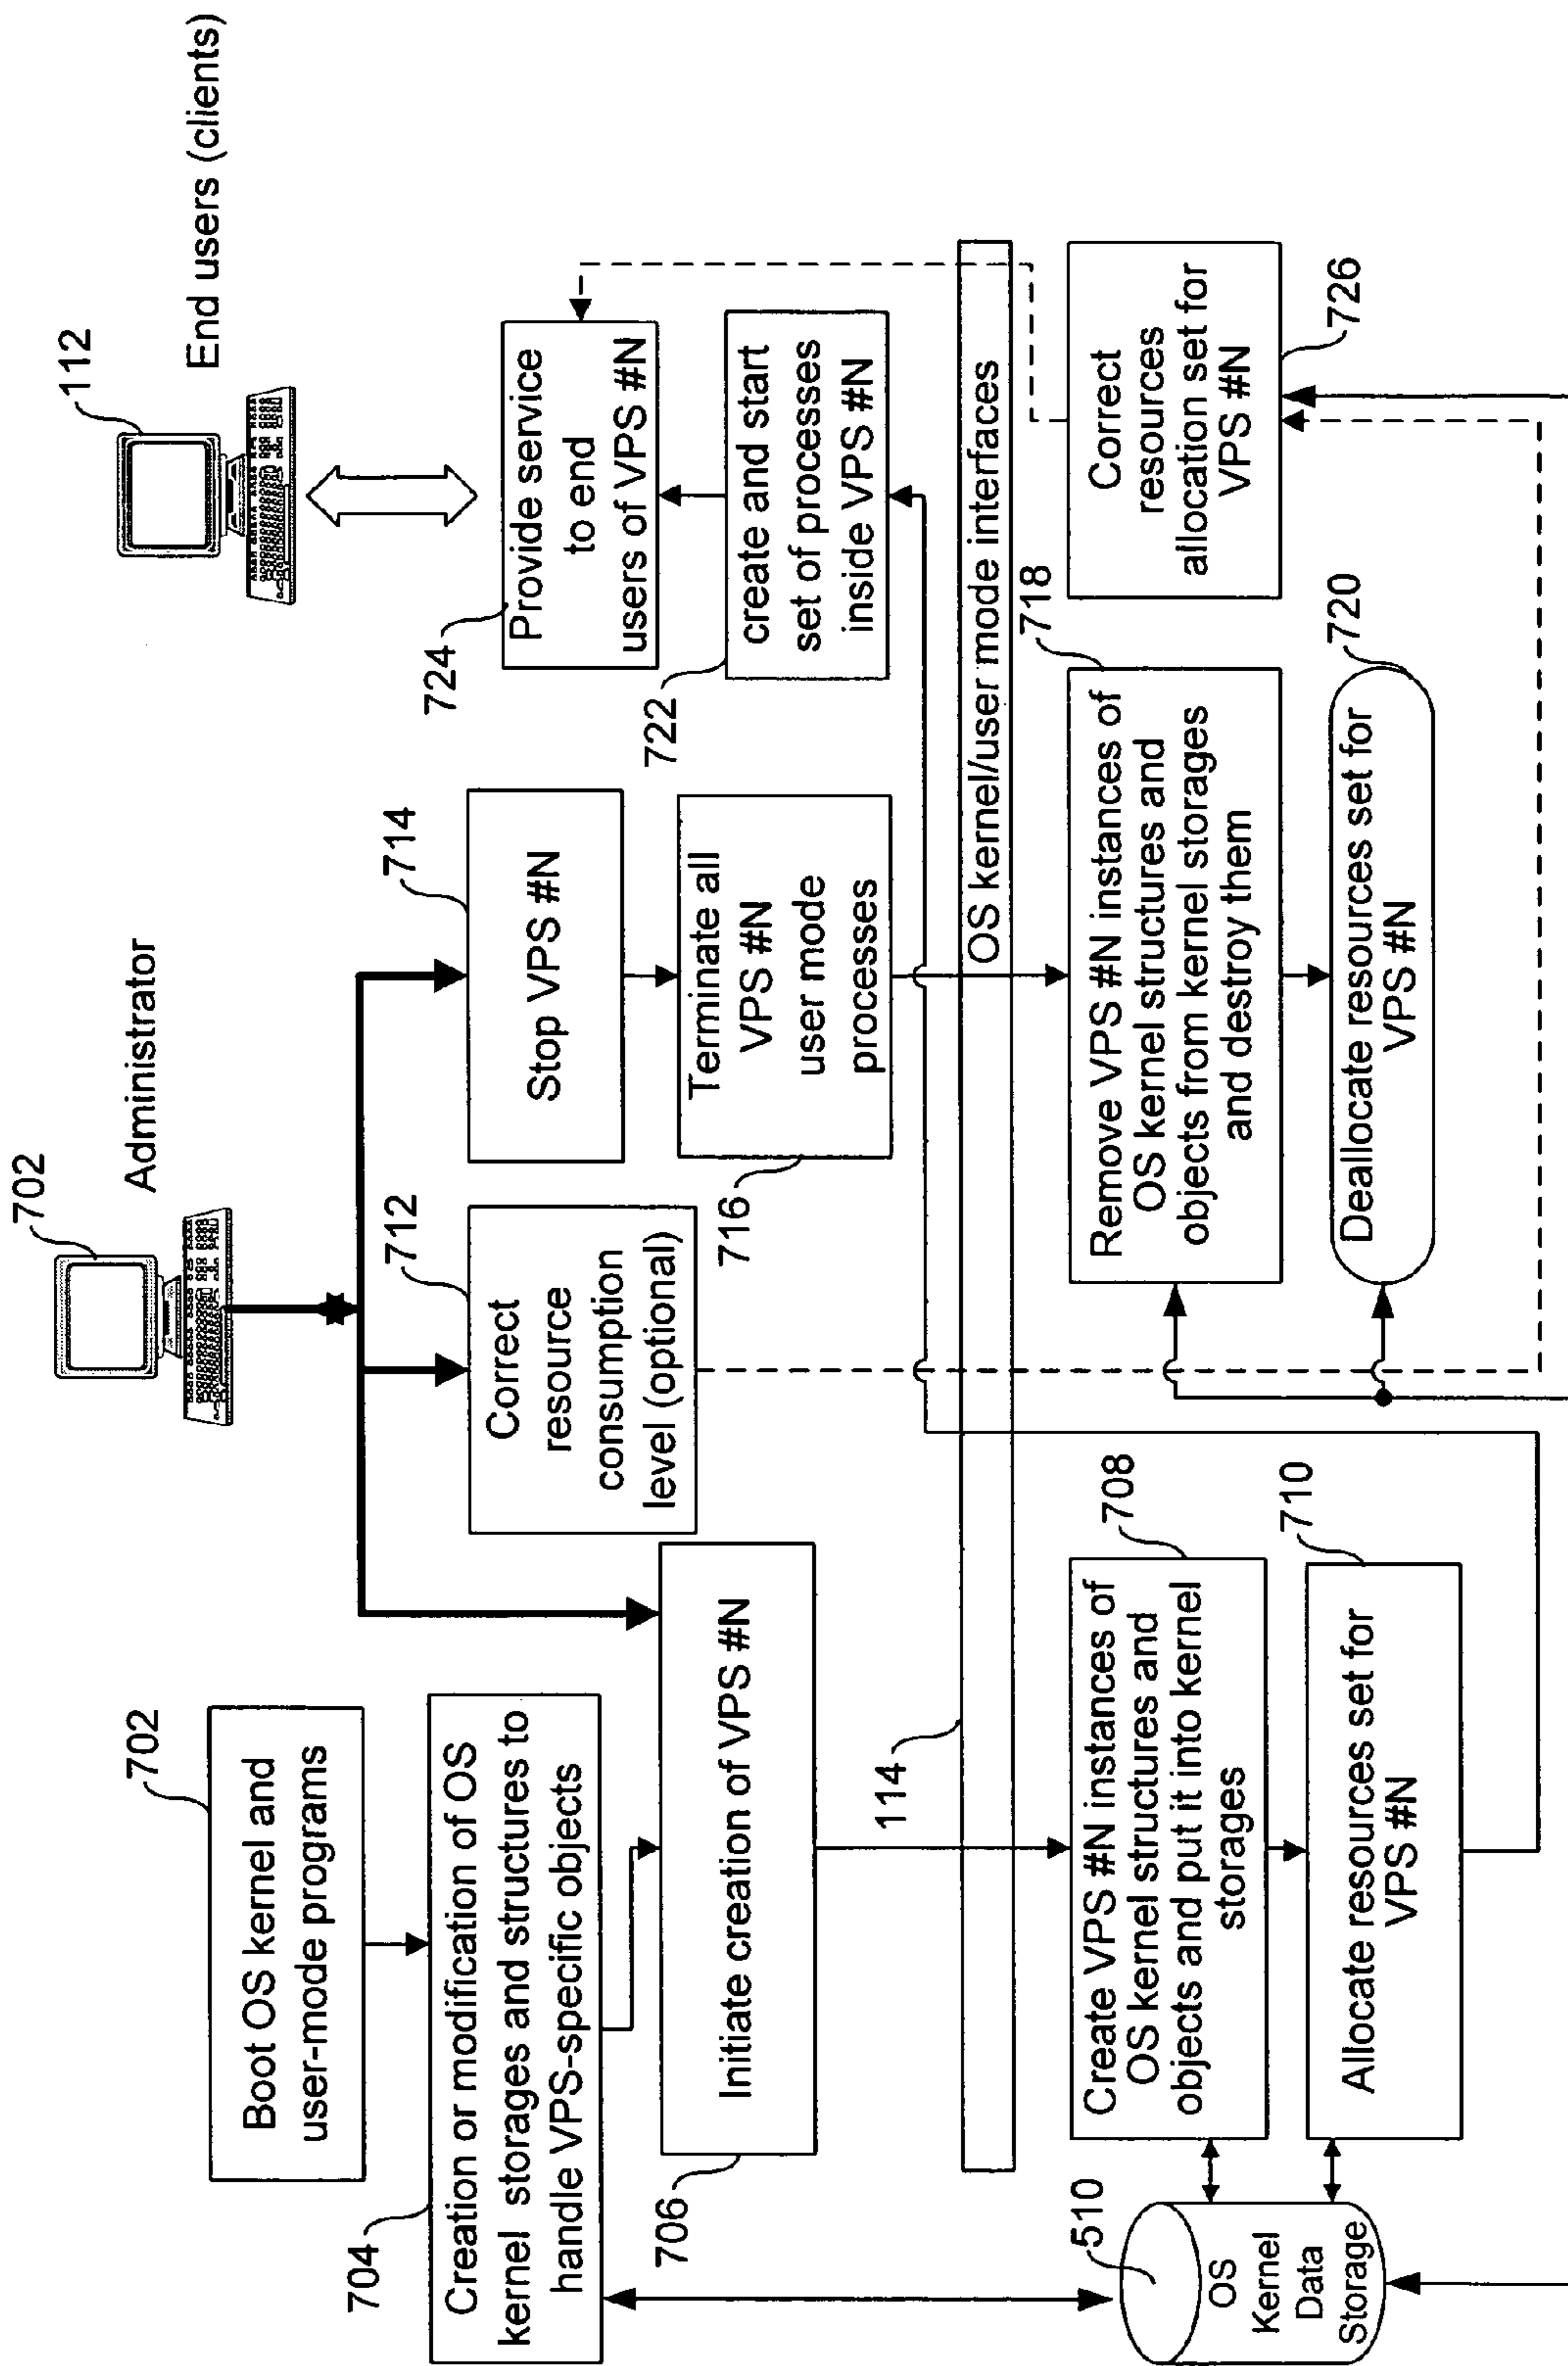 702
Administrator
112
End users (clients)
702
Boot OS kernel and
user-mode programs
704
Creation or modification of OS
kernel storages and structures to
handle VPS-specific objects
706
Initiate creation of VPS #N
712
Correct
resource
consumption
level (optional)
714
Stop VPS #N
716
Terminate all
VPS #N
user mode
processes
724
Provide service
to end
users of VPS #N
722
create and start
set of processes
inside VPS #N
114
OS kernel/user mode interfaces
510
OS
Kernel
Data
Storage
708
Create VPS #N instances of
OS kernel structures and
objects and put it into kernel
storages
710
Allocate resources set for
VPS #N
718
Remove VPS #N instances of
OS kernel structures and
objects from kernel storages
and destroy them
720
Deallocate resources set for
VPS #N
Correct
resources
allocation set for
VPS #N
726